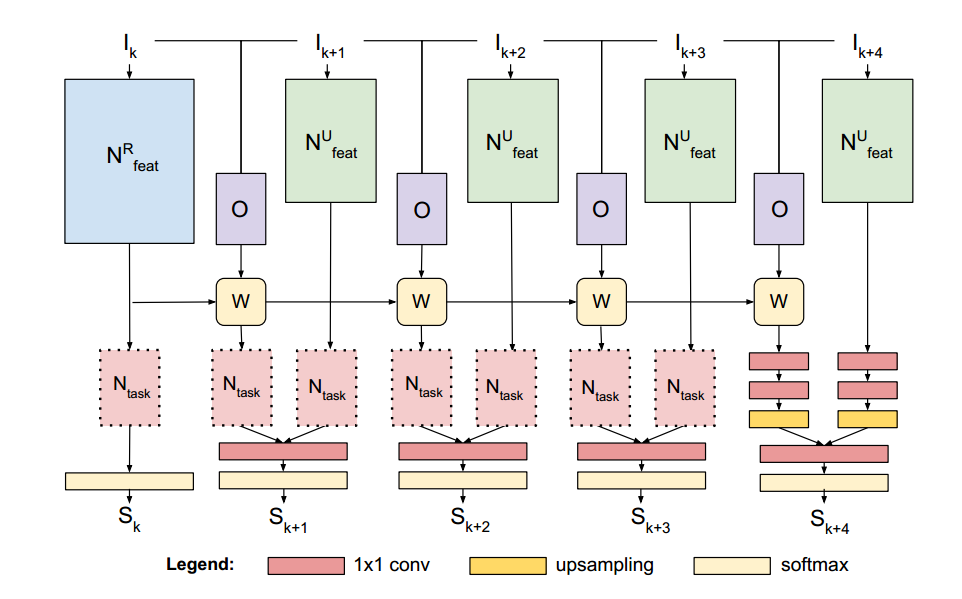 I_k I_k+1 I_k+2 I_k+3 I_k+4
N^R_feat N^U_feat N^U_feat N^U_feat N^U_feat
O O O O
W W W W
N_task N_task N_task N_task N_task N_task N_task
S_k S_k+1 S_k+2 S_k+3 S_k+4
Legend: 1x1 conv upsampling softmax